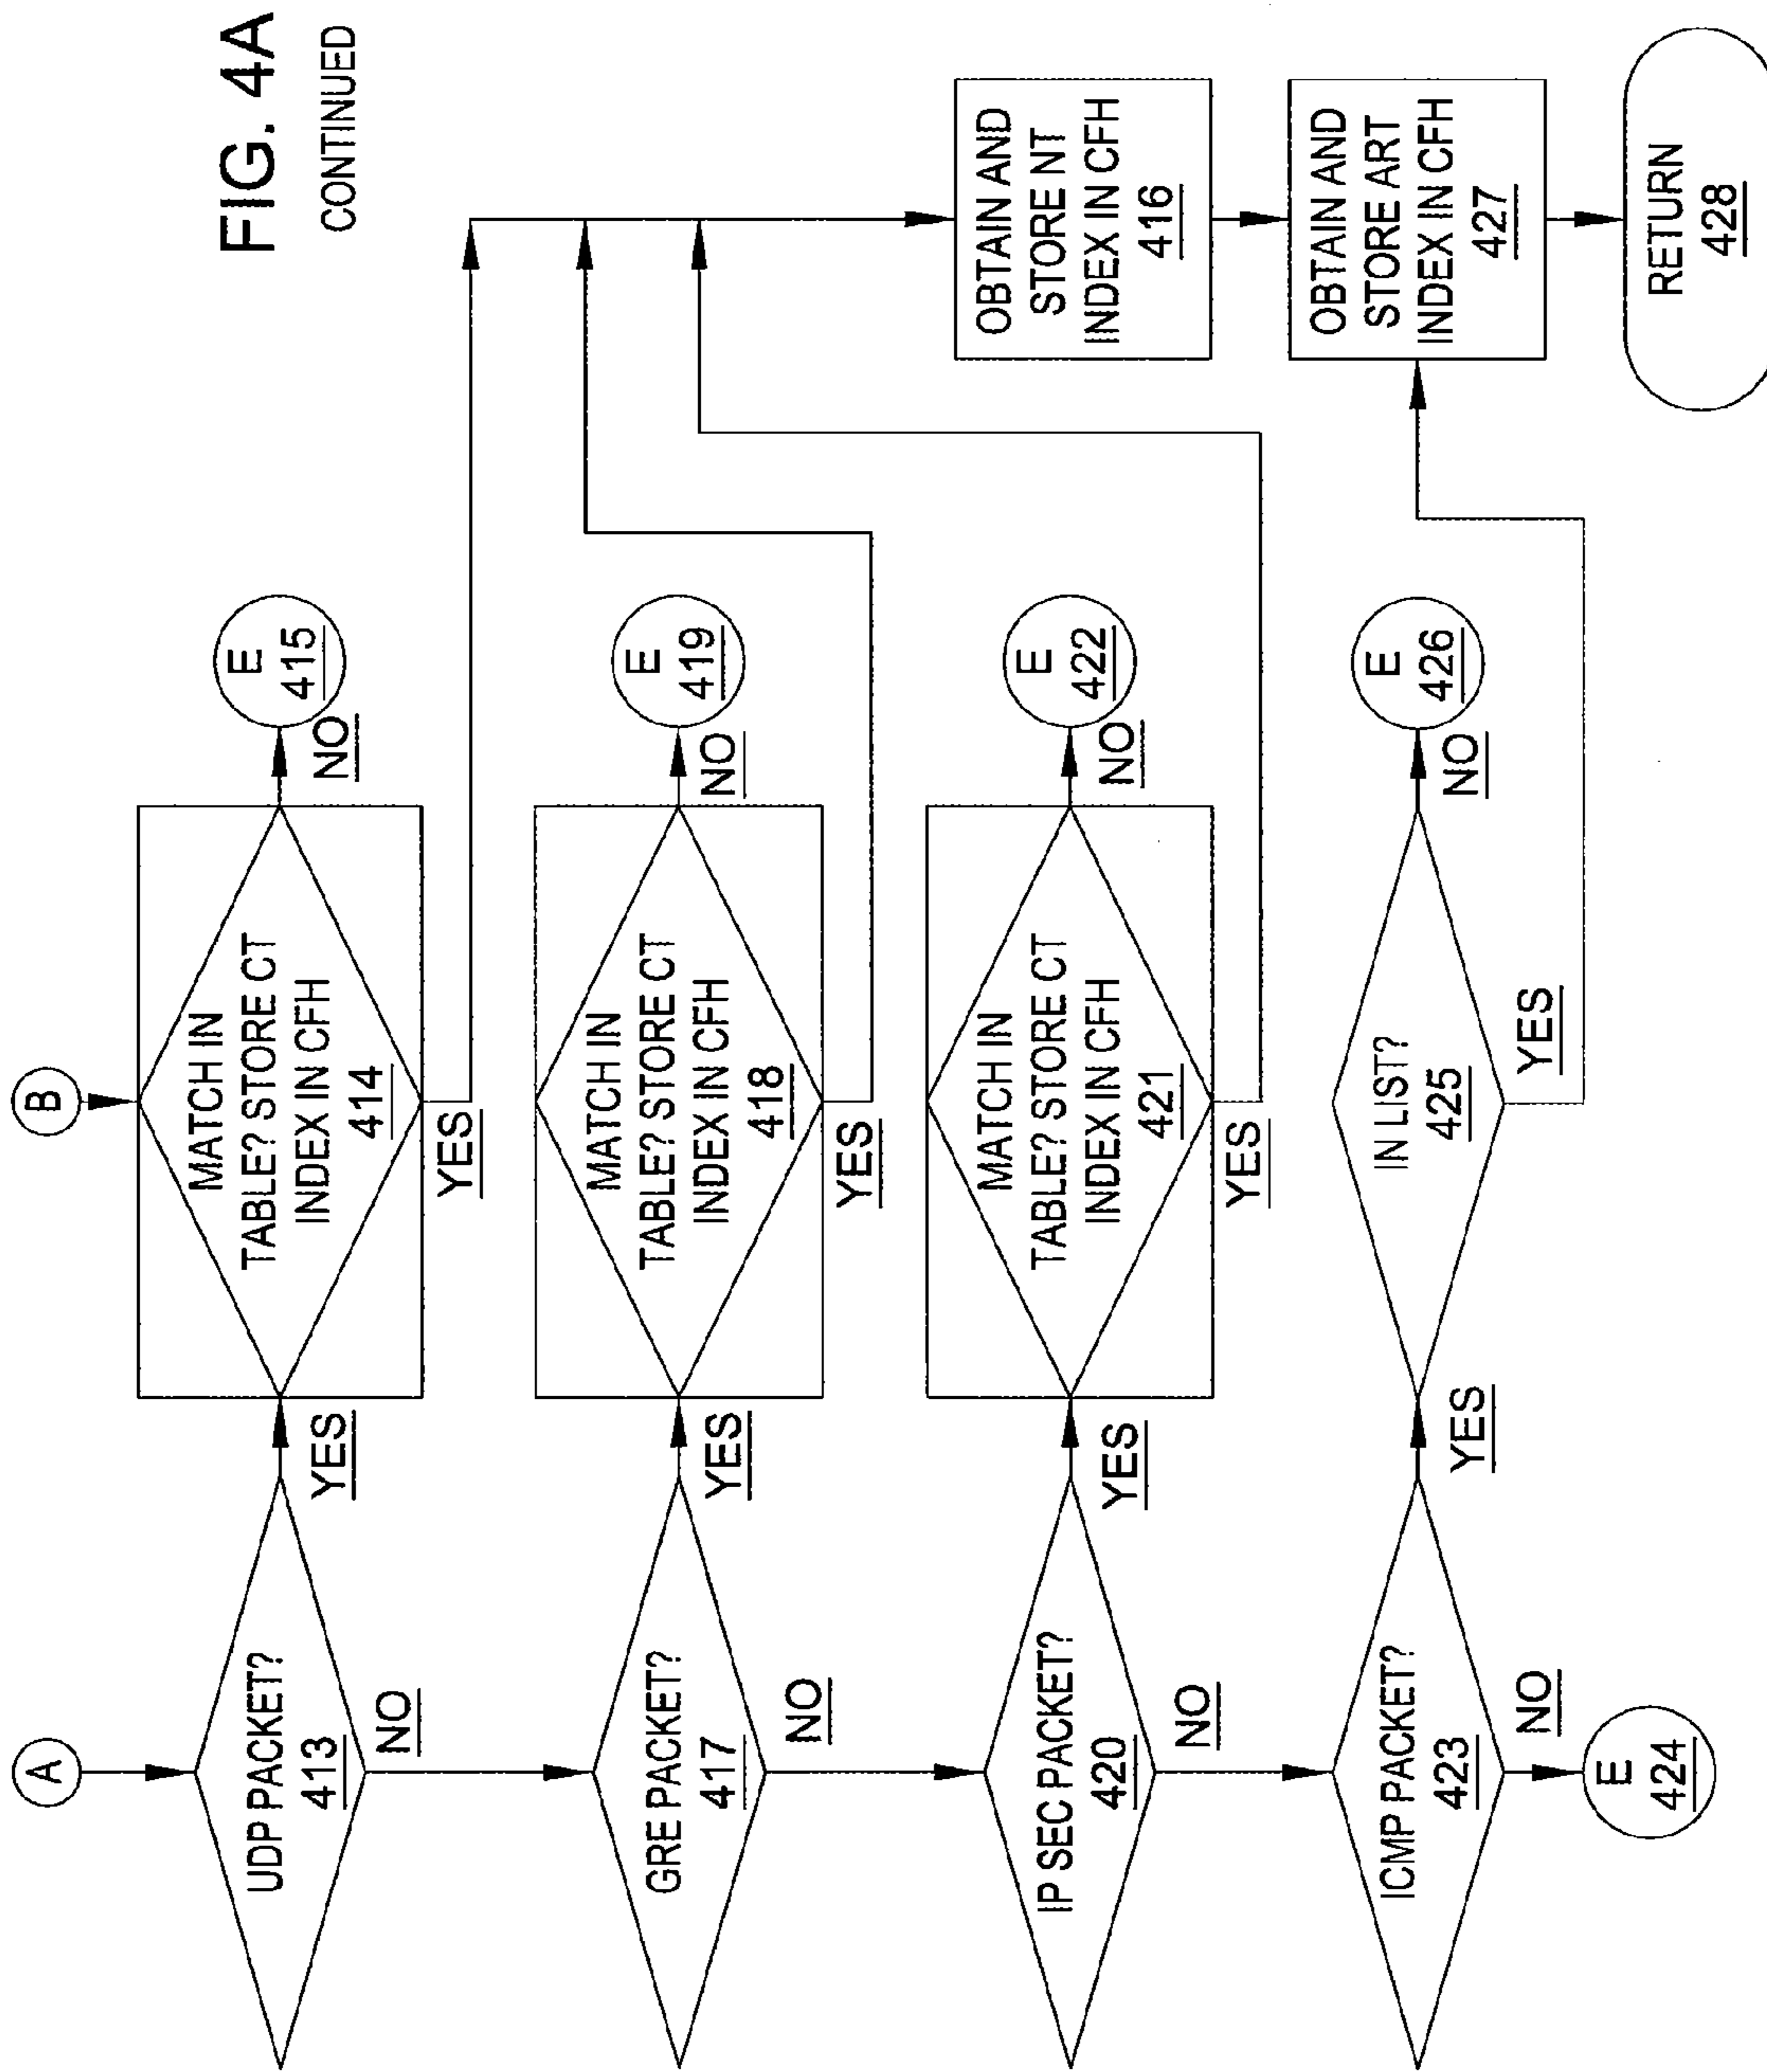 FIG. 4A
CONTINUED
A
B
UDP PACKET?
413
YES
NO
MATCH IN
TABLE? STORE CT
INDEX IN CFH
414
NO
YES
E
415
GRE PACKET?
417
YES
NO
MATCH IN
TABLE? STORE CT
INDEX IN CFH
418
NO
YES
E
419
IP SEC PACKET?
420
YES
NO
MATCH IN
TABLE? STORE CT
INDEX IN CFH
421
NO
YES
E
422
OBTAIN AND
STORE NT
INDEX IN CFH
416
ICMP PACKET?
423
YES
NO
E
424
IN LIST?
425
NO
YES
E
426
OBTAIN AND
STORE ART
INDEX IN CFH
427
RETURN
428